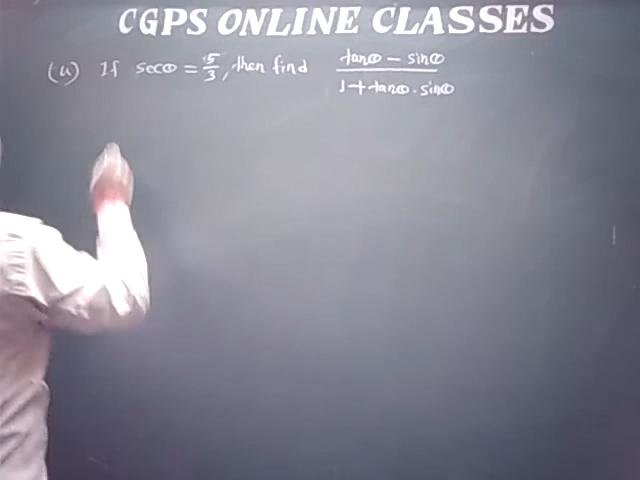 CGPS ONLINE CLASSES
(u) If secθ = 5/3, then find (tanθ - sinθ)/(1 + tanθ · sinθ)